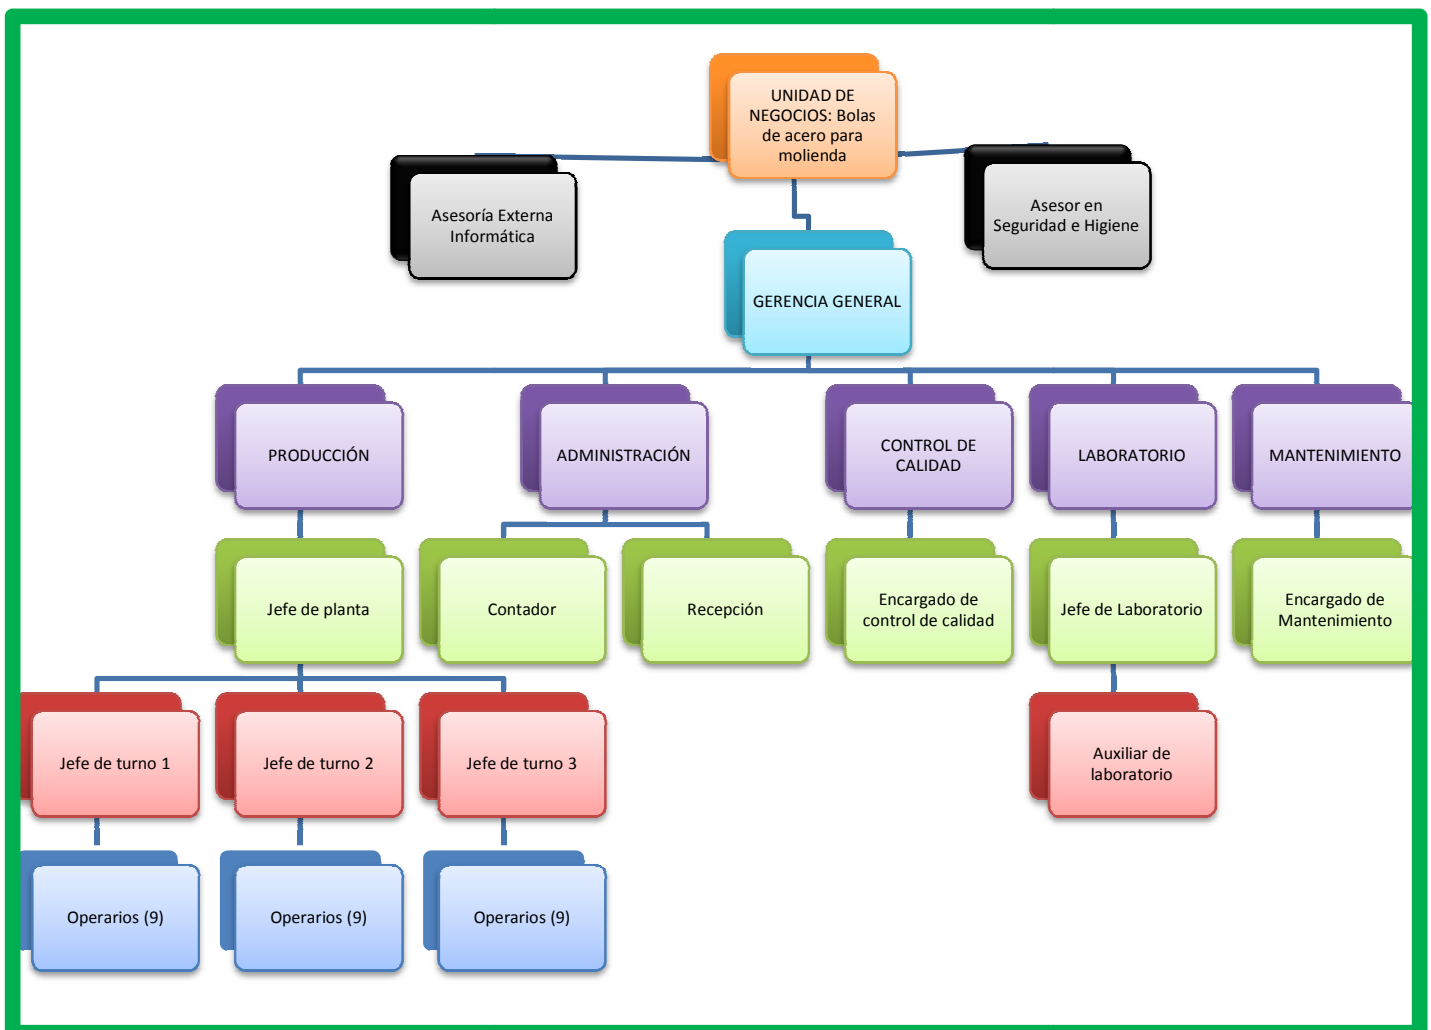 UNIDAD DE
NEGOCIOS: Bolas
de acero para
molienda
Asesoría Externa
Informática
Asesor en
Seguridad e Higiene
GERENCIA GENERAL
PRODUCCIÓN
ADMINISTRACIÓN
CONTROL DE
CALIDAD
LABORATORIO
MANTENIMIENTO
Jefe de planta
Contador
Recepción
Encargado de
control de calidad
Jefe de Laboratorio
Encargado de
Mantenimiento
Jefe de turno 1
Jefe de turno 2
Jefe de turno 3
Auxiliar de
laboratorio
Operarios (9)
Operarios (9)
Operarios (9)